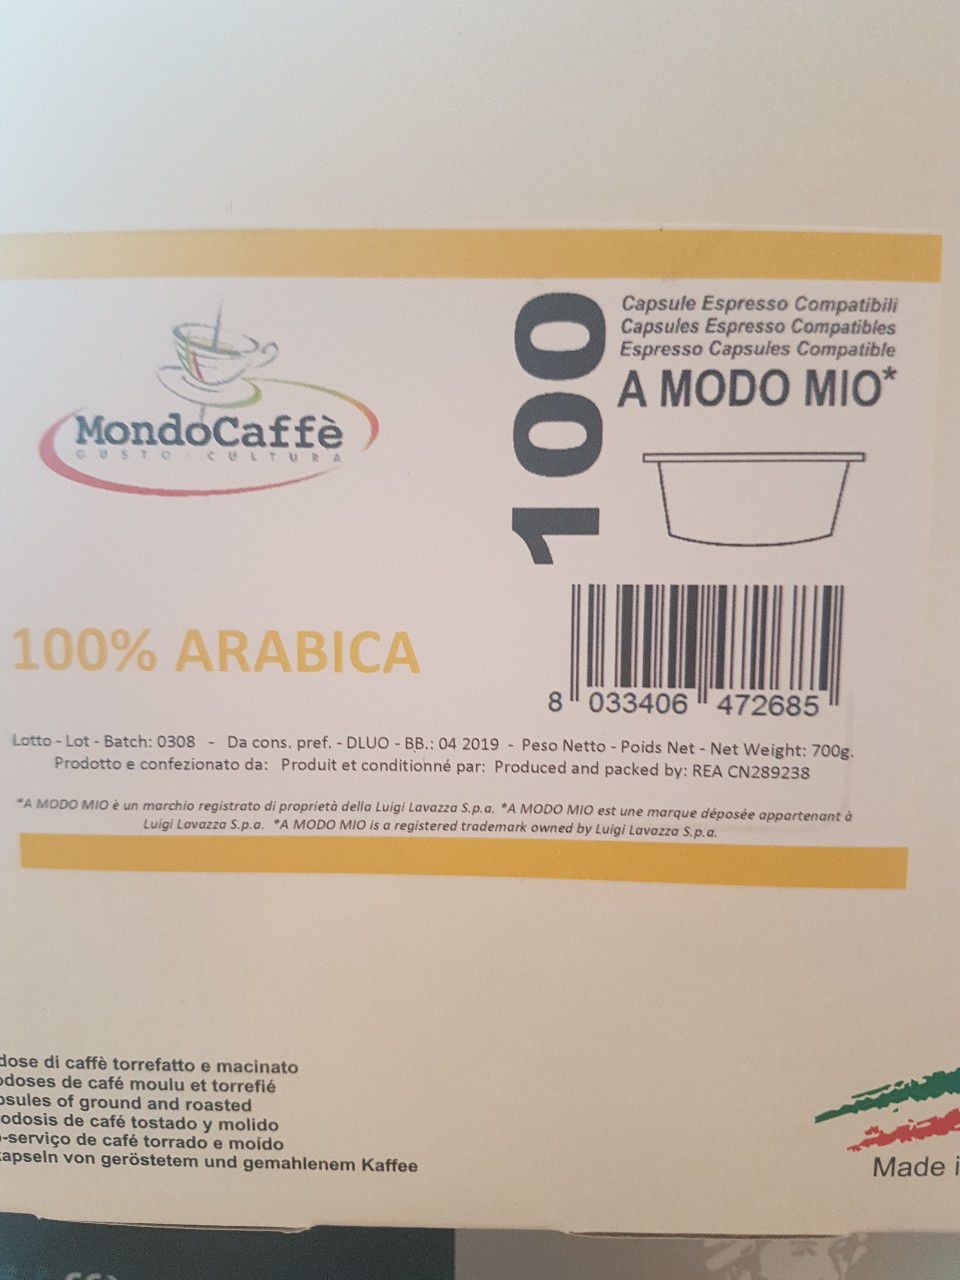 MondoCaffè
GUSTO & CULTURA
100
Capsule Espresso Compatibili
Capsules Espresso Compatibles
Espresso Capsules Compatible
A MODO MIO*
100% ARABICA
8 033406 472685
Lotto - Lot - Batch: 0308 - Da cons. pref. - DLUO - BB.: 04 2019 - Peso Netto - Poids Net - Net Weight: 700g.
Prodotto e confezionato da: Produit et conditionné par: Produced and packed by: REA CN289238
*A MODO MIO è un marchio registrato di proprietà della Luigi Lavazza S.p.a. *A MODO MIO est une marque déposée appartenant à
Luigi Lavazza S.p.a. *A MODO MIO is a registered trademark owned by Luigi Lavazza S.p.a.
dose di caffè torrefatto e macinato
odoses de café moulu et torrefié
psules of ground and roasted
odosis de café tostado y molido
-serviço de café torrado e moído
kapseln von geröstetem und gemahlenem Kaffee
Made i